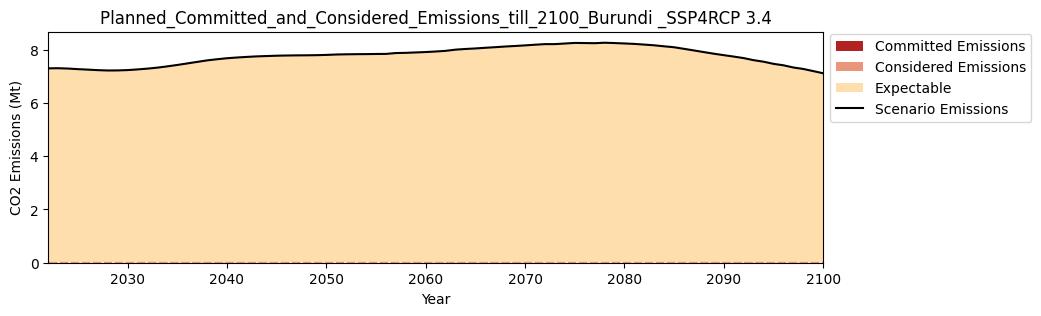 Planned_Committed_and_Considered_Emissions_till_2100_Burundi _SSP4RCP 3.4
Committed Emissions
Considered Emissions
Expectable
Scenario Emissions
CO2 Emissions (Mt)
8
6
4
2
0
2030 2040 2050 2060 2070 2080 2090 2100
Year